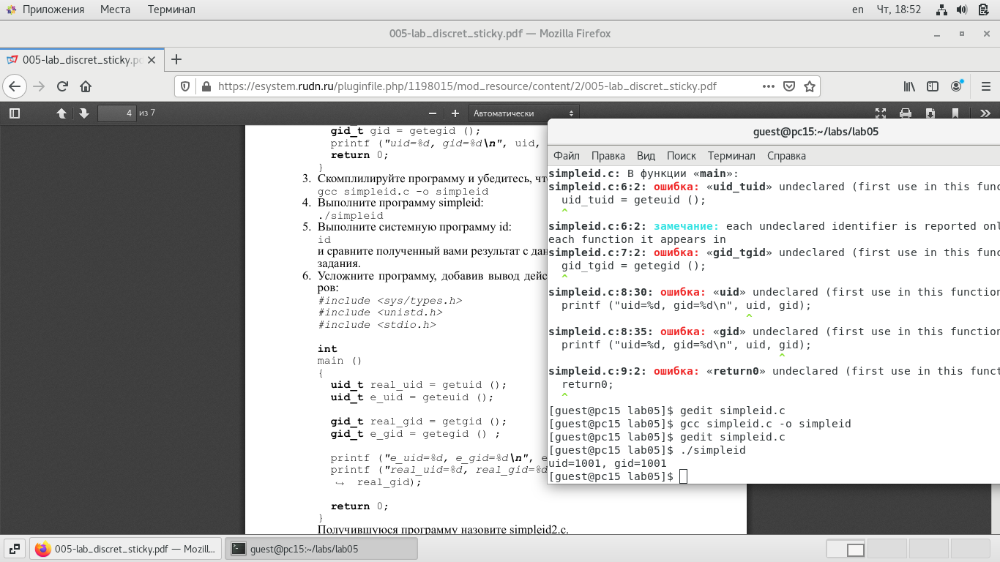 Приложения Места Терминал en Чт, 18:52
005-lab_discret_sticky.pdf — Mozilla Firefox
005-lab_discret_sticky.pd
https://esystem.rudn.ru/pluginfile.php/1198015/mod_resource/content/2/005-lab_discret_sticky.pdf
4 из 7 Автоматически
gid_t gid = getegid ();
printf ("uid=%d, gid=%d\n", uid,
return 0;
}
3. Скомплилируйте программу и убедитесь, что
gcc simpleid.c -o simpleid
4. Выполните программу simpleid:
./simpleid
5. Выполните системную программу id:
id
и сравните полученный вами результат с дан
задания.
6. Усложните программу, добавив вывод дейс
ров:
#include <sys/types.h>
#include <unistd.h>
#include <stdio.h>
int
main ()
{
uid_t real_uid = getuid ();
uid_t e_uid = geteuid ();
gid_t real_gid = getgid ();
gid_t e_gid = getegid () ;
printf ("e_uid=%d, e_gid=%d\n", e
printf ("real_uid=%d, real_gid=%d
↪ real_gid);
return 0;
}
Получившуюся программу назовите simpleid2.c.
guest@pc15:~/labs/lab05
Файл Правка Вид Поиск Терминал Справка
simpleid.c: В функции «main»:
simpleid.c:6:2: ошибка: «uid_tuid» undeclared (first use in this func
uid_tuid = geteuid ();
^
simpleid.c:6:2: замечание: each undeclared identifier is reported onl
each function it appears in
simpleid.c:7:2: ошибка: «gid_tgid» undeclared (first use in this func
gid_tgid = getegid ();
^
simpleid.c:8:30: ошибка: «uid» undeclared (first use in this function
printf ("uid=%d, gid=%d\n", uid, gid);
^
simpleid.c:8:35: ошибка: «gid» undeclared (first use in this function
printf ("uid=%d, gid=%d\n", uid, gid);
^
simpleid.c:9:2: ошибка: «return0» undeclared (first use in this funct
return0;
^
[guest@pc15 lab05]$ gedit simpleid.c
[guest@pc15 lab05]$ gcc simpleid.c -o simpleid
[guest@pc15 lab05]$ gedit simpleid.c
[guest@pc15 lab05]$ ./simpleid
uid=1001, gid=1001
[guest@pc15 lab05]$
005-lab_discret_sticky.pdf — Mozill... guest@pc15:~/labs/lab05